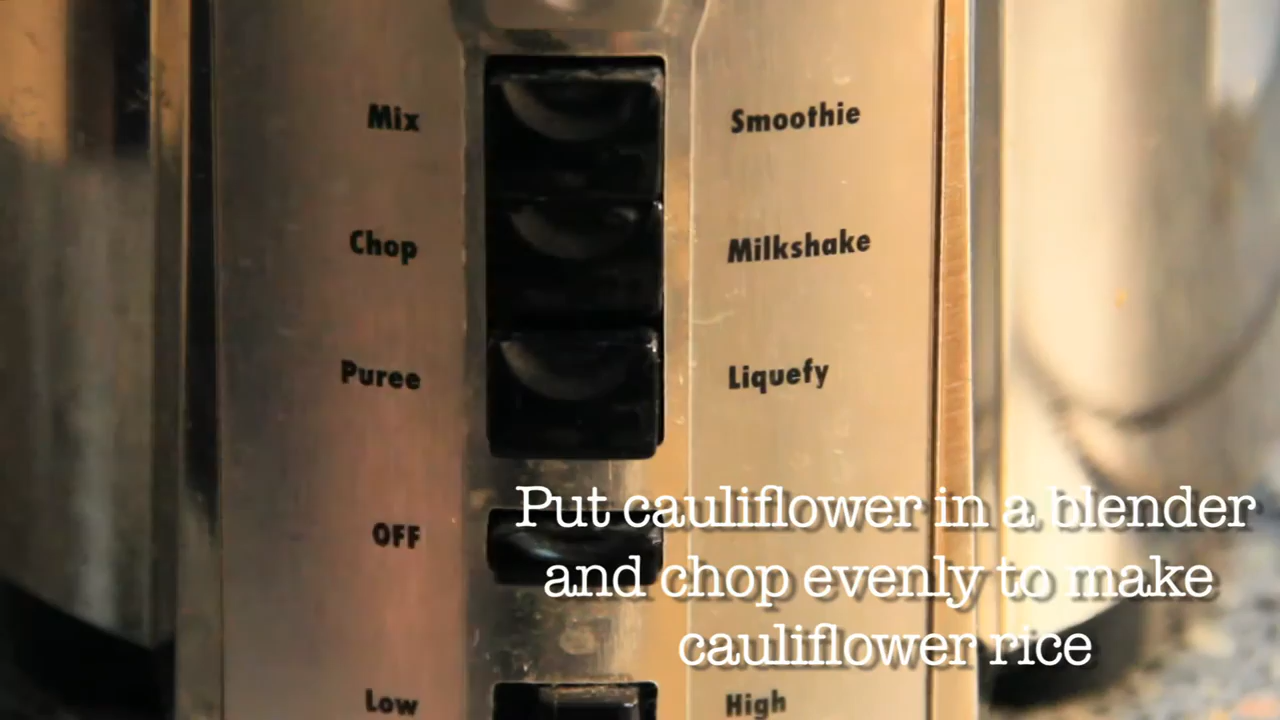 Mix Smoothie
Chop Milkshake
Puree Liquefy
OFF
Put cauliflower in a blender
and chop evenly to make
cauliflower rice
Low High